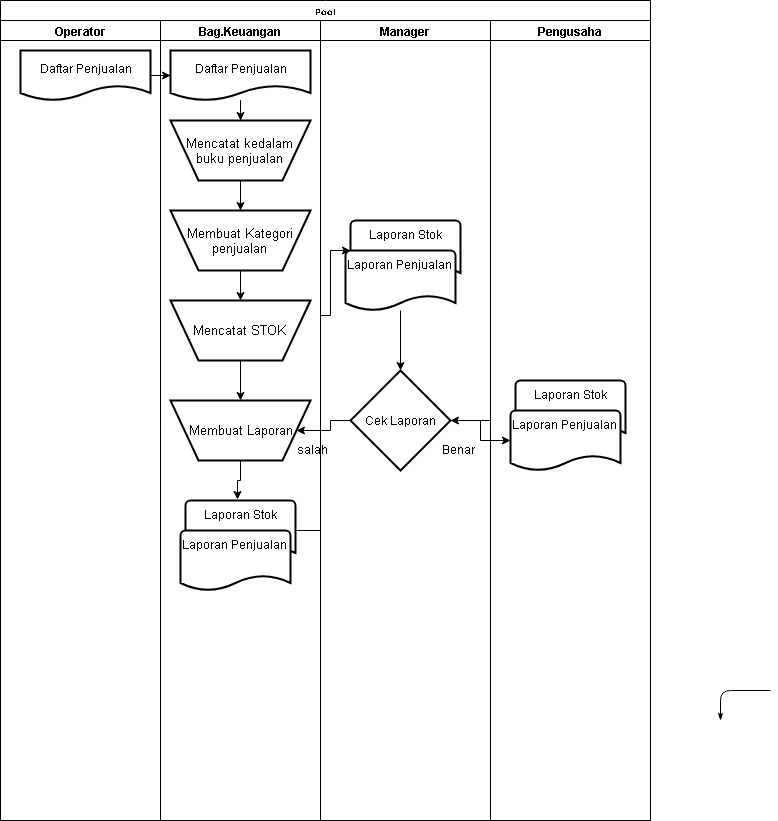 Pool
Operator
Bag.Keuangan
Manager
Pengusaha
Daftar Penjualan
Daftar Penjualan
Mencatat kedalam
buku penjualan
Membuat Kategori
penjualan
Laporan Stok
Laporan Penjualan
Mencatat STOK
Laporan Stok
Laporan Penjualan
Cek Laporan
Membuat Laporan
salah
Benar
Laporan Stok
Laporan Penjualan